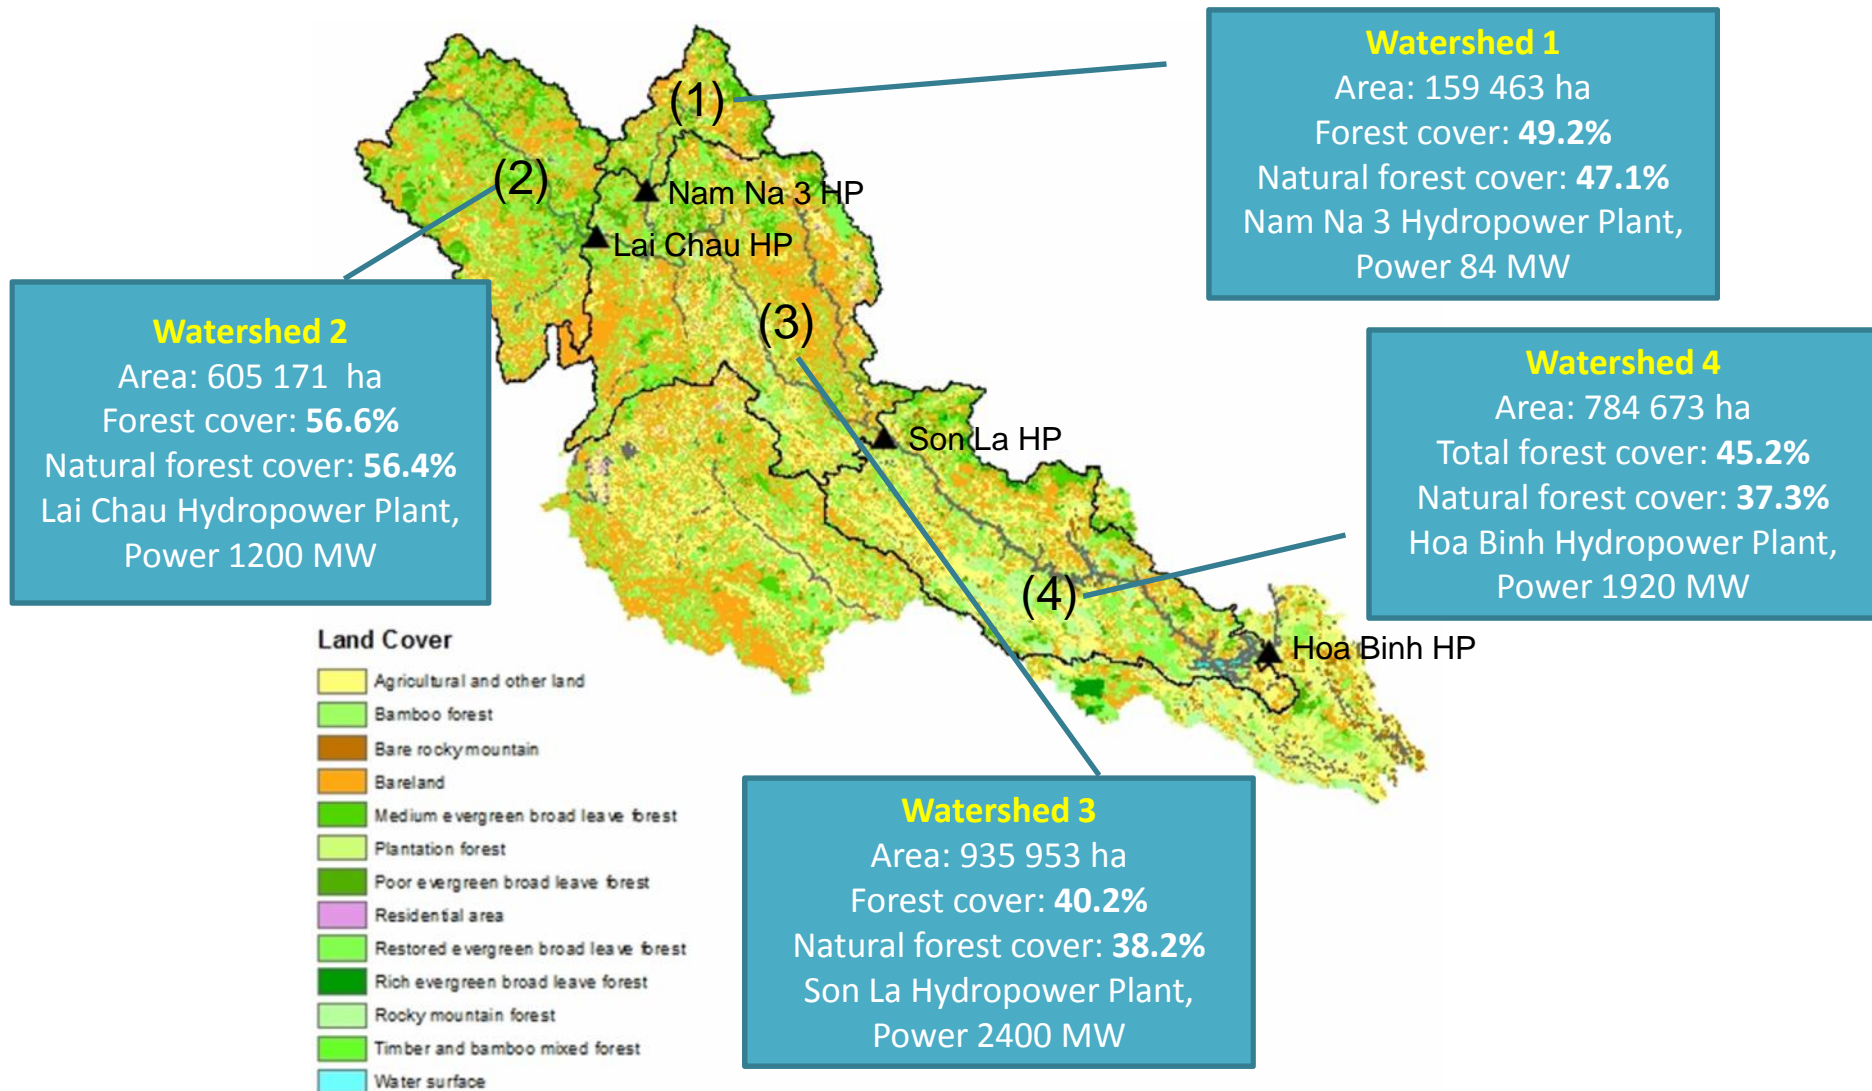 Watershed 1
Area: 159 463 ha
Forest cover: 49.2%
Natural forest cover: 47.1%
Nam Na 3 Hydropower Plant,
Power 84 MW
(1)
(2)
Nam Na 3 HP
Lai Chau HP
(3)
Watershed 2
Area: 605 171 ha
Forest cover: 56.6%
Natural forest cover: 56.4%
Lai Chau Hydropower Plant,
Power 1200 MW
Watershed 4
Area: 784 673 ha
Total forest cover: 45.2%
Natural forest cover: 37.3%
Hoa Binh Hydropower Plant,
Power 1920 MW
Son La HP
(4)
Hoa Binh HP
Land Cover
Agricultural and other land
Bamboo forest
Bare rocky mountain
Bareland
Medium evergreen broad leave forest
Plantation forest
Poor evergreen broad leave forest
Residential area
Restored evergreen broad leave forest
Rich evergreen broad leave forest
Rocky mountain forest
Timber and bamboo mixed forest
Water surface
Watershed 3
Area: 935 953 ha
Forest cover: 40.2%
Natural forest cover: 38.2%
Son La Hydropower Plant,
Power 2400 MW